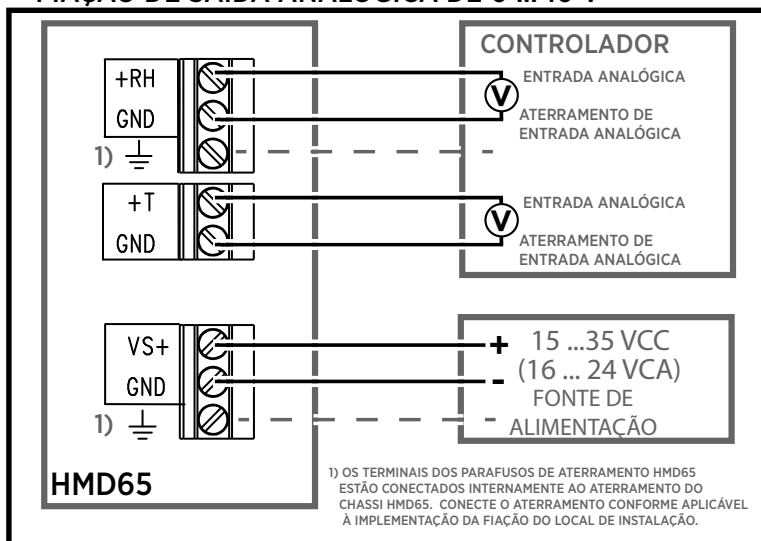 CONTROLADOR
+RH
ENTRADA ANALÓGICA
V
GND
ATERRAMENTO DE
ENTRADA ANALÓGICA
1)
+T
ENTRADA ANALÓGICA
V
GND
ATERRAMENTO DE
ENTRADA ANALÓGICA
VS+
+ 15 ...35 VCC
(16 ... 24 VCA)
GND
-
FONTE DE
ALIMENTAÇÃO
1)
HMD65
1) OS TERMINAIS DOS PARAFUSOS DE ATERRAMENTO HMD65
ESTÃO CONECTADOS INTERNAMENTE AO ATERRAMENTO DO
CHASSI HMD65. CONECTE O ATERRAMENTO CONFORME APLICÁVEL
À IMPLEMENTAÇÃO DA FIAÇÃO DO LOCAL DE INSTALAÇÃO.